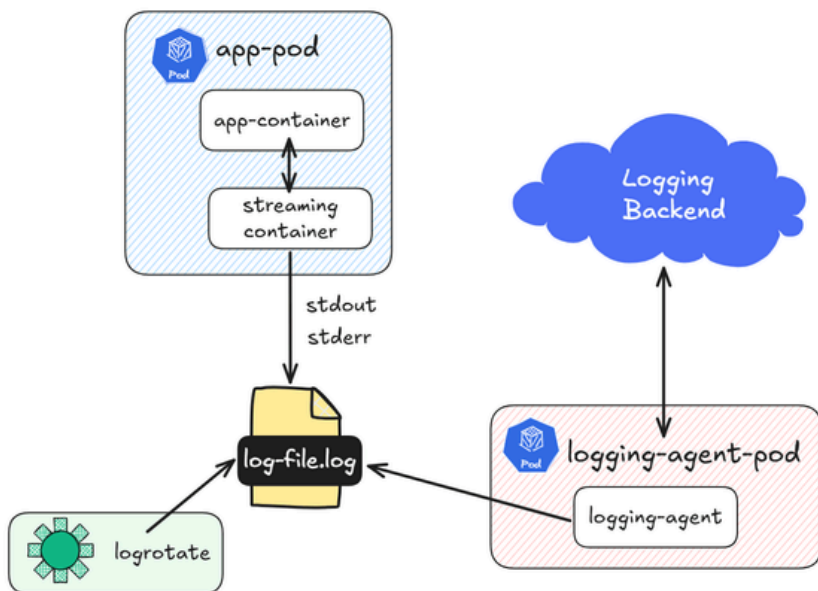 Pod
app-pod
app-container
streaming
container
stdout
stderr
Logging
Backend
log-file.log
logrotate
Pod
logging-agent-pod
logging-agent